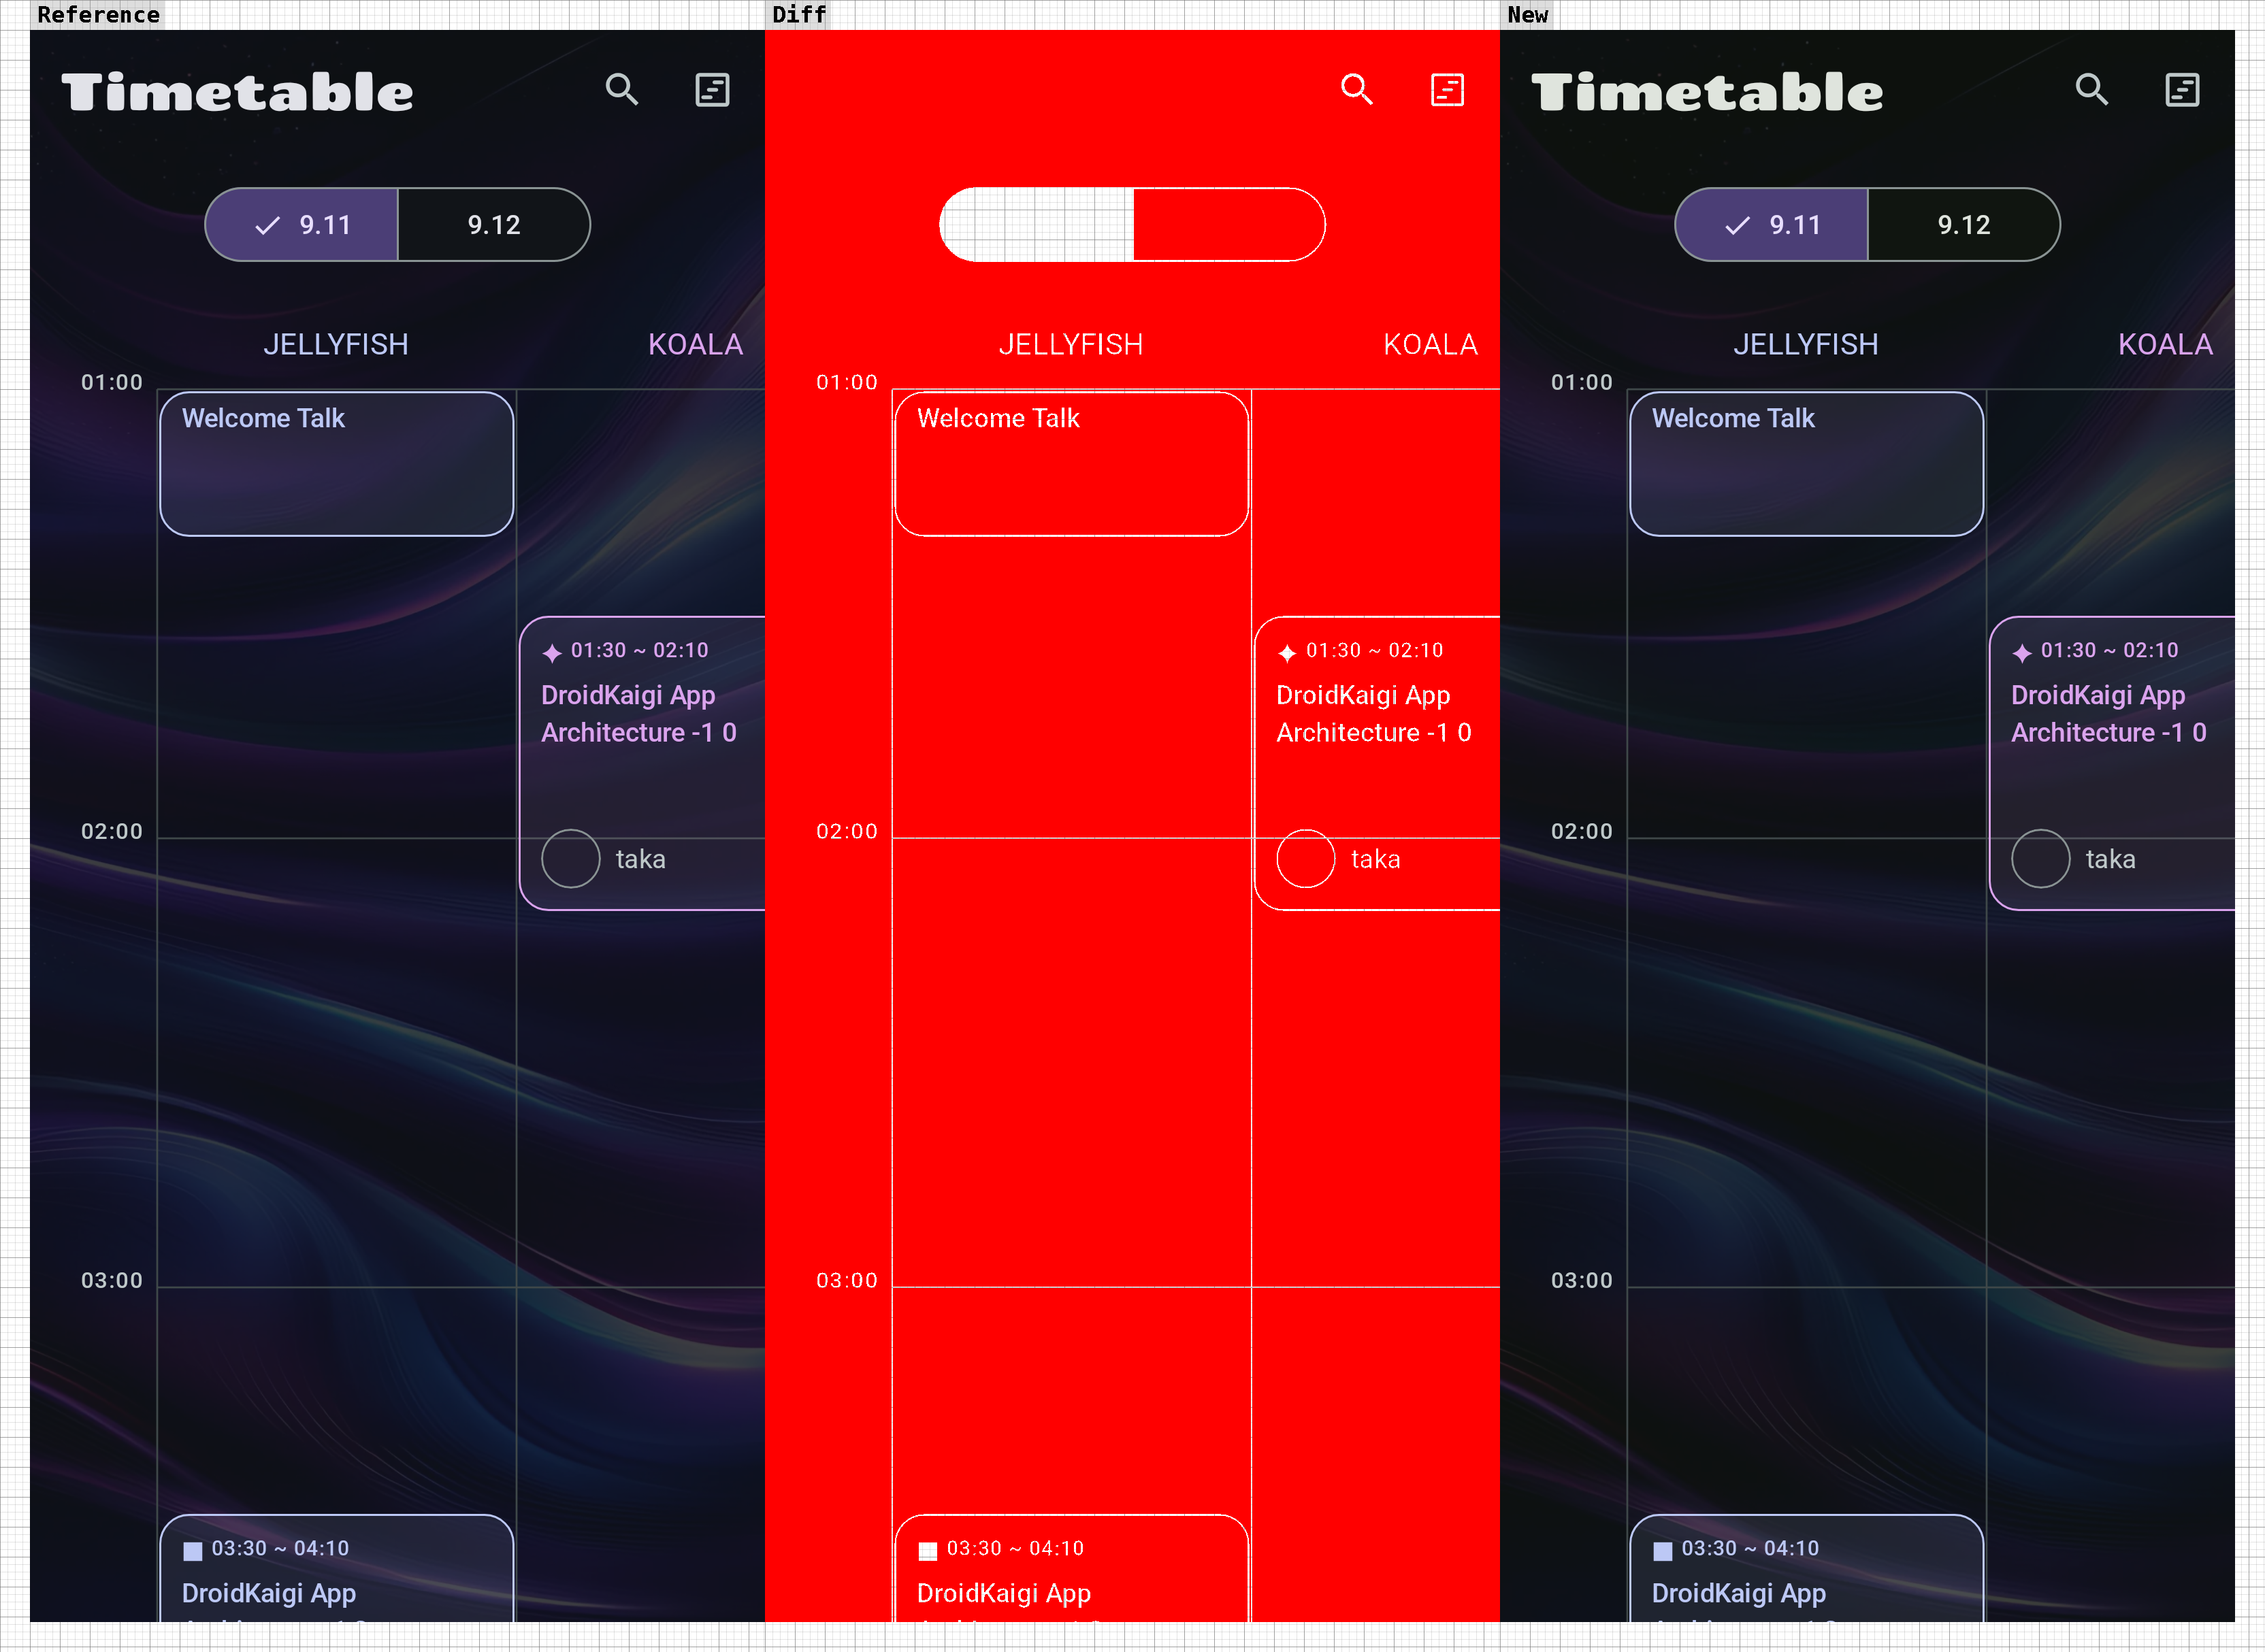 Reference
Timetable
9.11
9.12
JELLYFISH
KOALA
01:00
Welcome Talk
01:30 ~ 02:10
DroidKaigi App
Architecture -1 0
02:00
taka
03:00
03:30 ~ 04:10
DroidKaigi App
Diff
JELLYFISH
KOALA
01:00
Welcome Talk
01:30 ~ 02:10
DroidKaigi App
Architecture -1 0
02:00
taka
03:00
03:30 ~ 04:10
DroidKaigi App
New
Timetable
9.11
9.12
JELLYFISH
KOALA
01:00
Welcome Talk
01:30 ~ 02:10
DroidKaigi App
Architecture -1 0
02:00
taka
03:00
03:30 ~ 04:10
DroidKaigi App